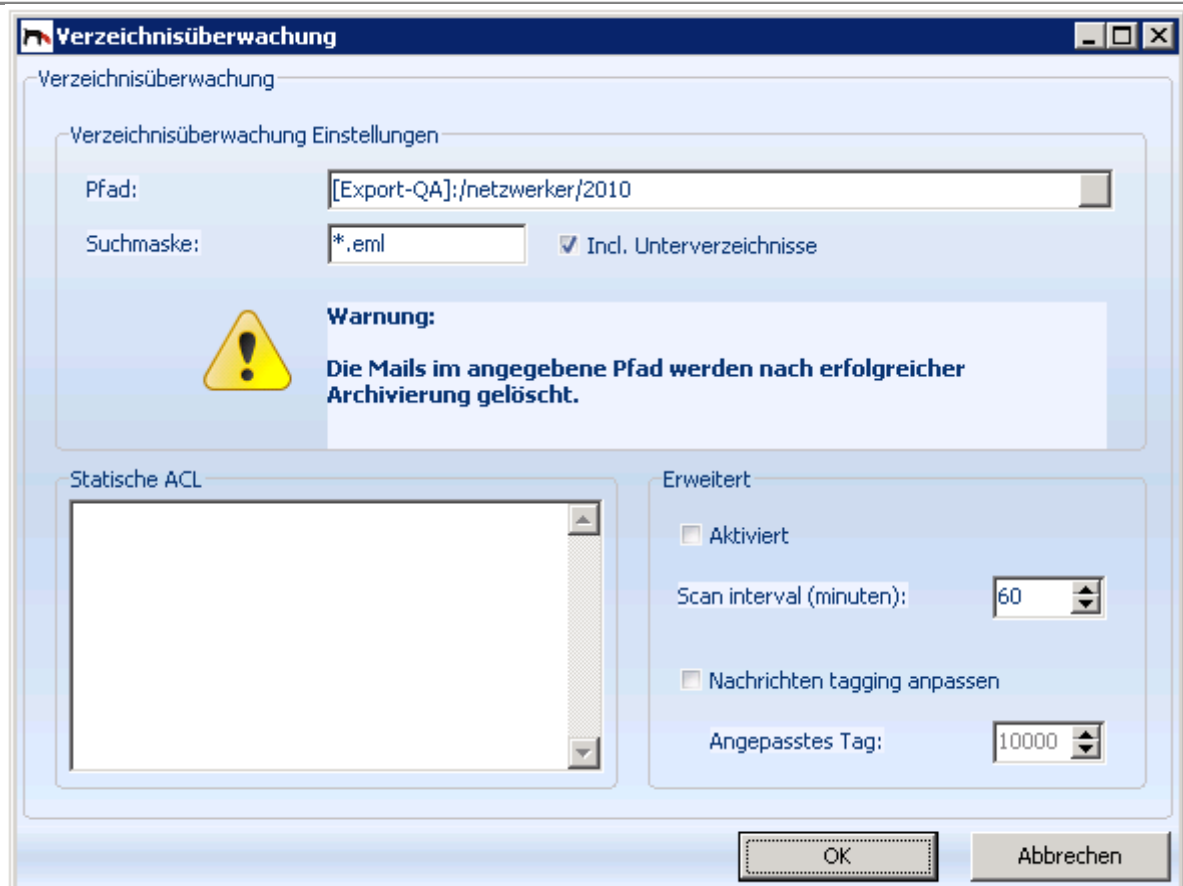 Verzeichnisüberwachung
Verzeichnisüberwachung
Verzeichnisüberwachung Einstellungen
Pfad: [Export-QA]:/netzwerker/2010
Suchmaske: *.eml Incl. Unterverzeichnisse
Warnung:
Die Mails im angegebene Pfad werden nach erfolgreicher
Archivierung gelöscht.
Statische ACL
Erweitert
Aktiviert
Scan interval (minuten): 60
Nachrichten tagging anpassen
Angepasstes Tag: 10000
OK Abbrechen